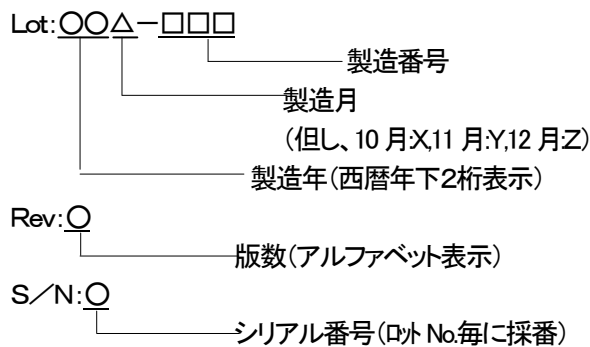 Lot:○○△－□□□
製造番号
製造月
(但し、10月:X,11月:Y,12月:Z)
製造年(西暦年下2桁表示)
Rev:○
版数(アルファベット表示)
S／N:○
シリアル番号(ロットNo.毎に採番)